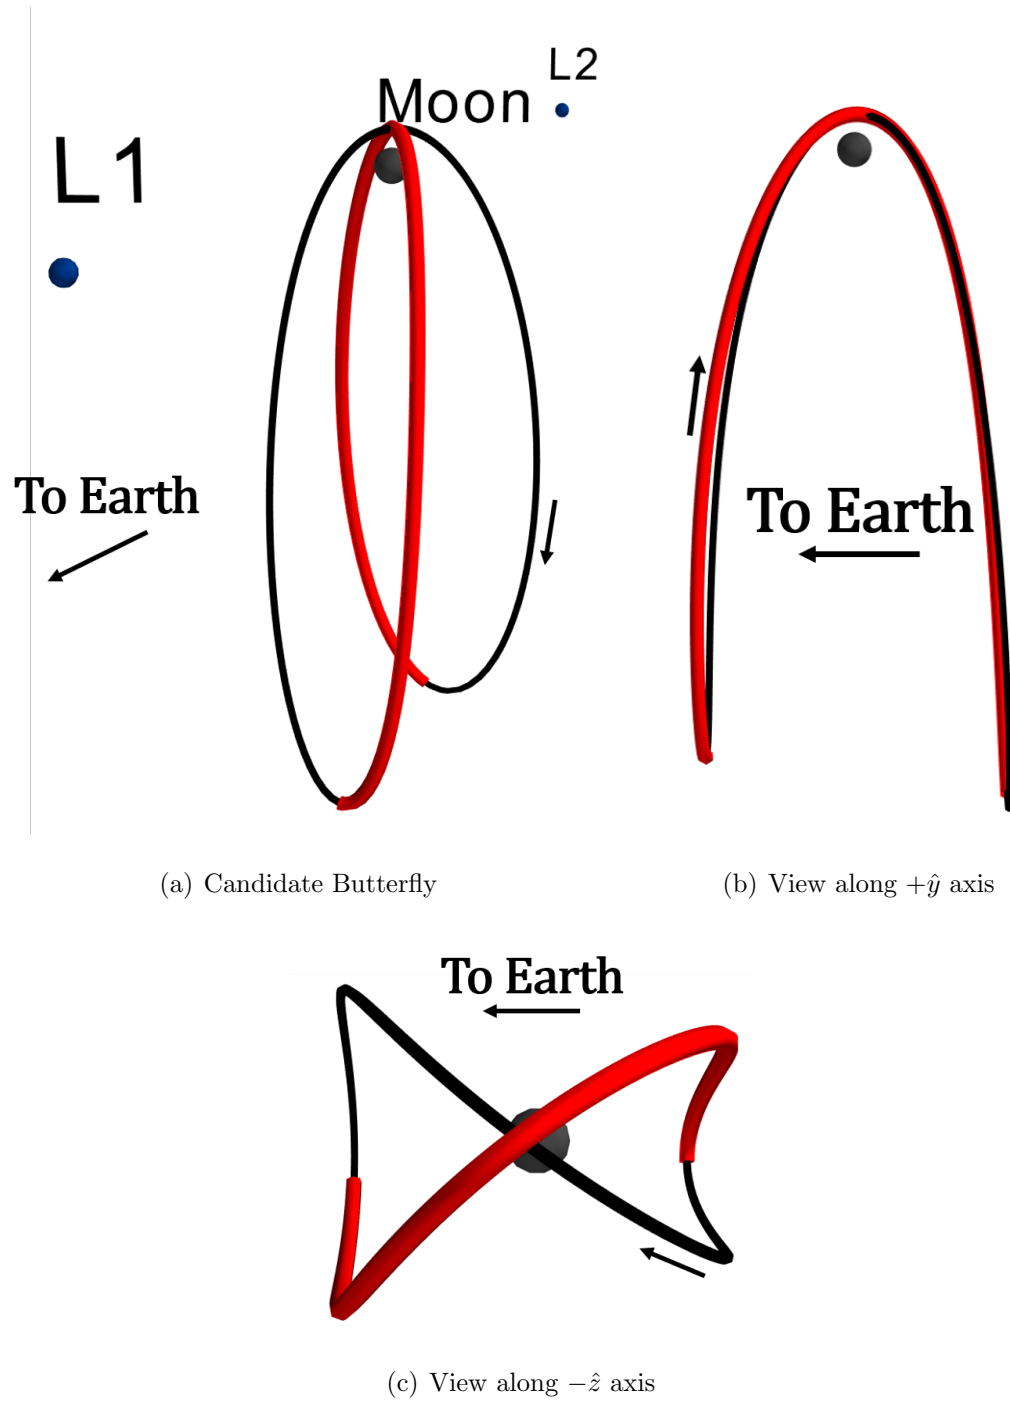 L2
Moon
L1
To Earth
To Earth
(a) Candidate Butterfly
(b) View along +ŷ axis
To Earth
(c) View along −ẑ axis